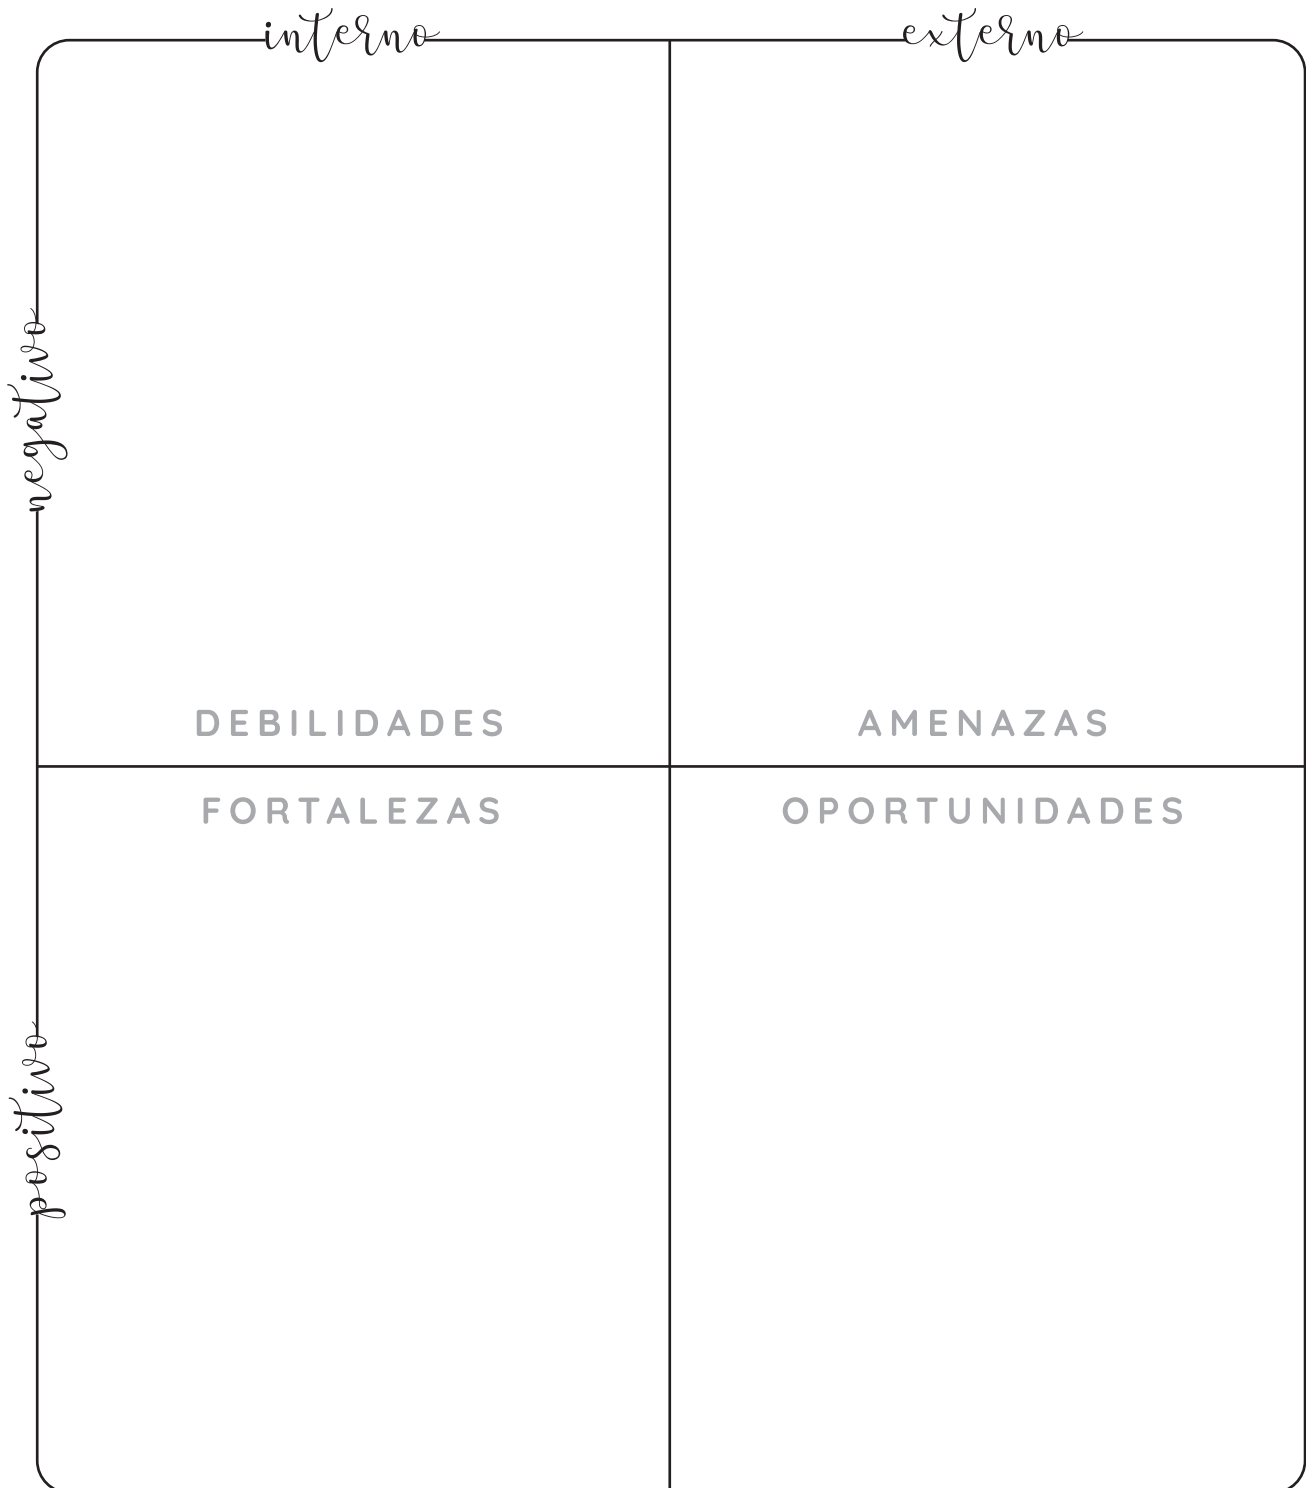 interno
externo
negativo
DEBILIDADES
AMENAZAS
FORTALEZAS
OPORTUNIDADES
positivo